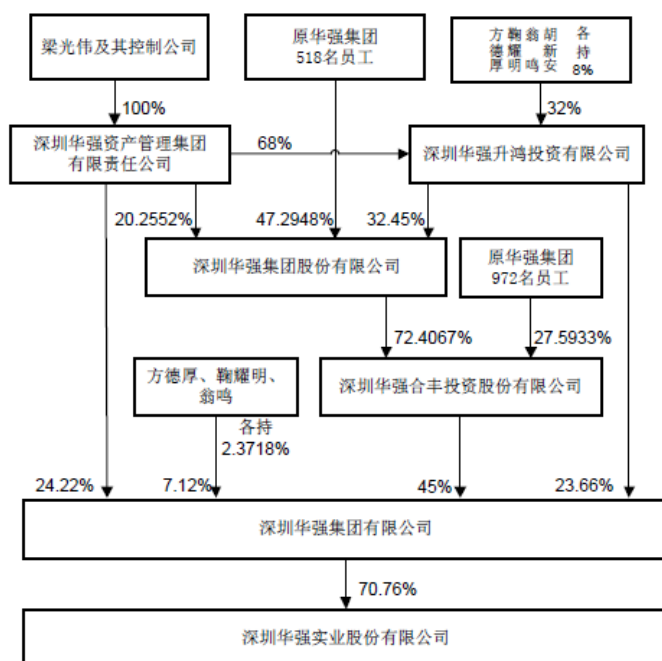 梁光伟及其控制公司
原华强集团
518名员工
方德厚
鞠耀明
翁鸣
胡新安
各持
8%
100%
32%
深圳华强资产管理集团
有限责任公司
68%
深圳华强升鸿投资有限公司
20.2552%
47.2948%
32.45%
深圳华强集团股份有限公司
原华强集团
972名员工
72.4067%
27.5933%
方德厚、鞠耀明、
翁鸣
深圳华强合丰投资股份有限公司
各持
2.3718%
24.22%
7.12%
45%
23.66%
深圳华强集团有限公司
70.76%
深圳华强实业股份有限公司